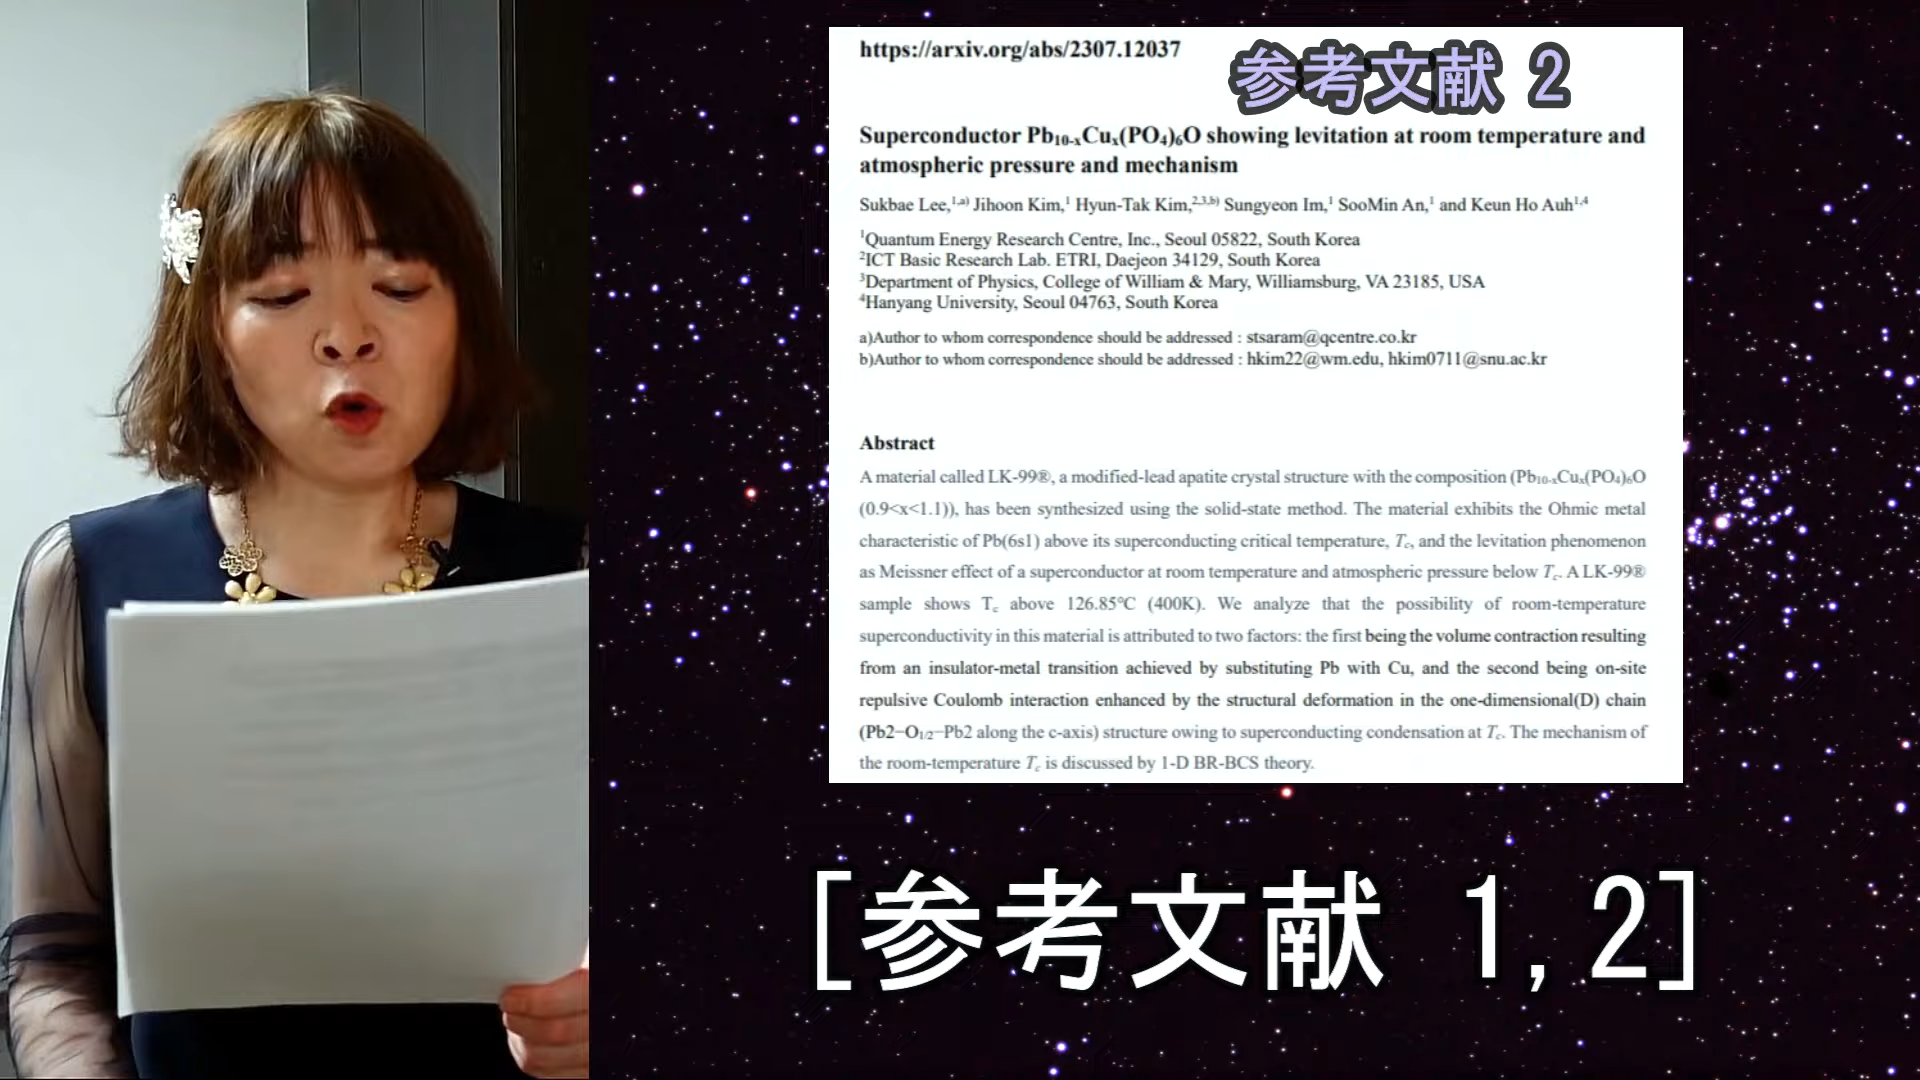 https://arxiv.org/abs/2307.12037
参考文献 2
Superconductor Pb10-xCux(PO4)6O showing levitation at room temperature and
atmospheric pressure and mechanism
Sukbae Lee,1,a) Jihoon Kim,1 Hyun-Tak Kim,2,3,b) Sungyeon Im,1 SooMin An,1 and Keun Ho Auh1,4
1Quantum Energy Research Centre, Inc., Seoul 05822, South Korea
2ICT Basic Research Lab. ETRI, Daejeon 34129, South Korea
3Department of Physics, College of William & Mary, Williamsburg, VA 23185, USA
4Hanyang University, Seoul 04763, South Korea
a)Author to whom correspondence should be addressed : stsaram@qcentre.co.kr
b)Author to whom correspondence should be addressed : hkim22@wm.edu, hkim0711@snu.ac.kr
Abstract
A material called LK-99®, a modified-lead apatite crystal structure with the composition (Pb10-xCux(PO4)6O
(0.9<x<1.1)), has been synthesized using the solid-state method. The material exhibits the Ohmic metal
characteristic of Pb(6s1) above its superconducting critical temperature, Tc, and the levitation phenomenon
as Meissner effect of a superconductor at room temperature and atmospheric pressure below Tc. A LK-99®
sample shows Tc above 126.85°C (400K). We analyze that the possibility of room-temperature
superconductivity in this material is attributed to two factors: the first being the volume contraction resulting
from an insulator-metal transition achieved by substituting Pb with Cu, and the second being on-site
repulsive Coulomb interaction enhanced by the structural deformation in the one-dimensional(D) chain
(Pb2−O1/2−Pb2 along the c-axis) structure owing to superconducting condensation at Tc. The mechanism of
the room-temperature Tc is discussed by 1-D BR-BCS theory.
[参考文献 1,2]